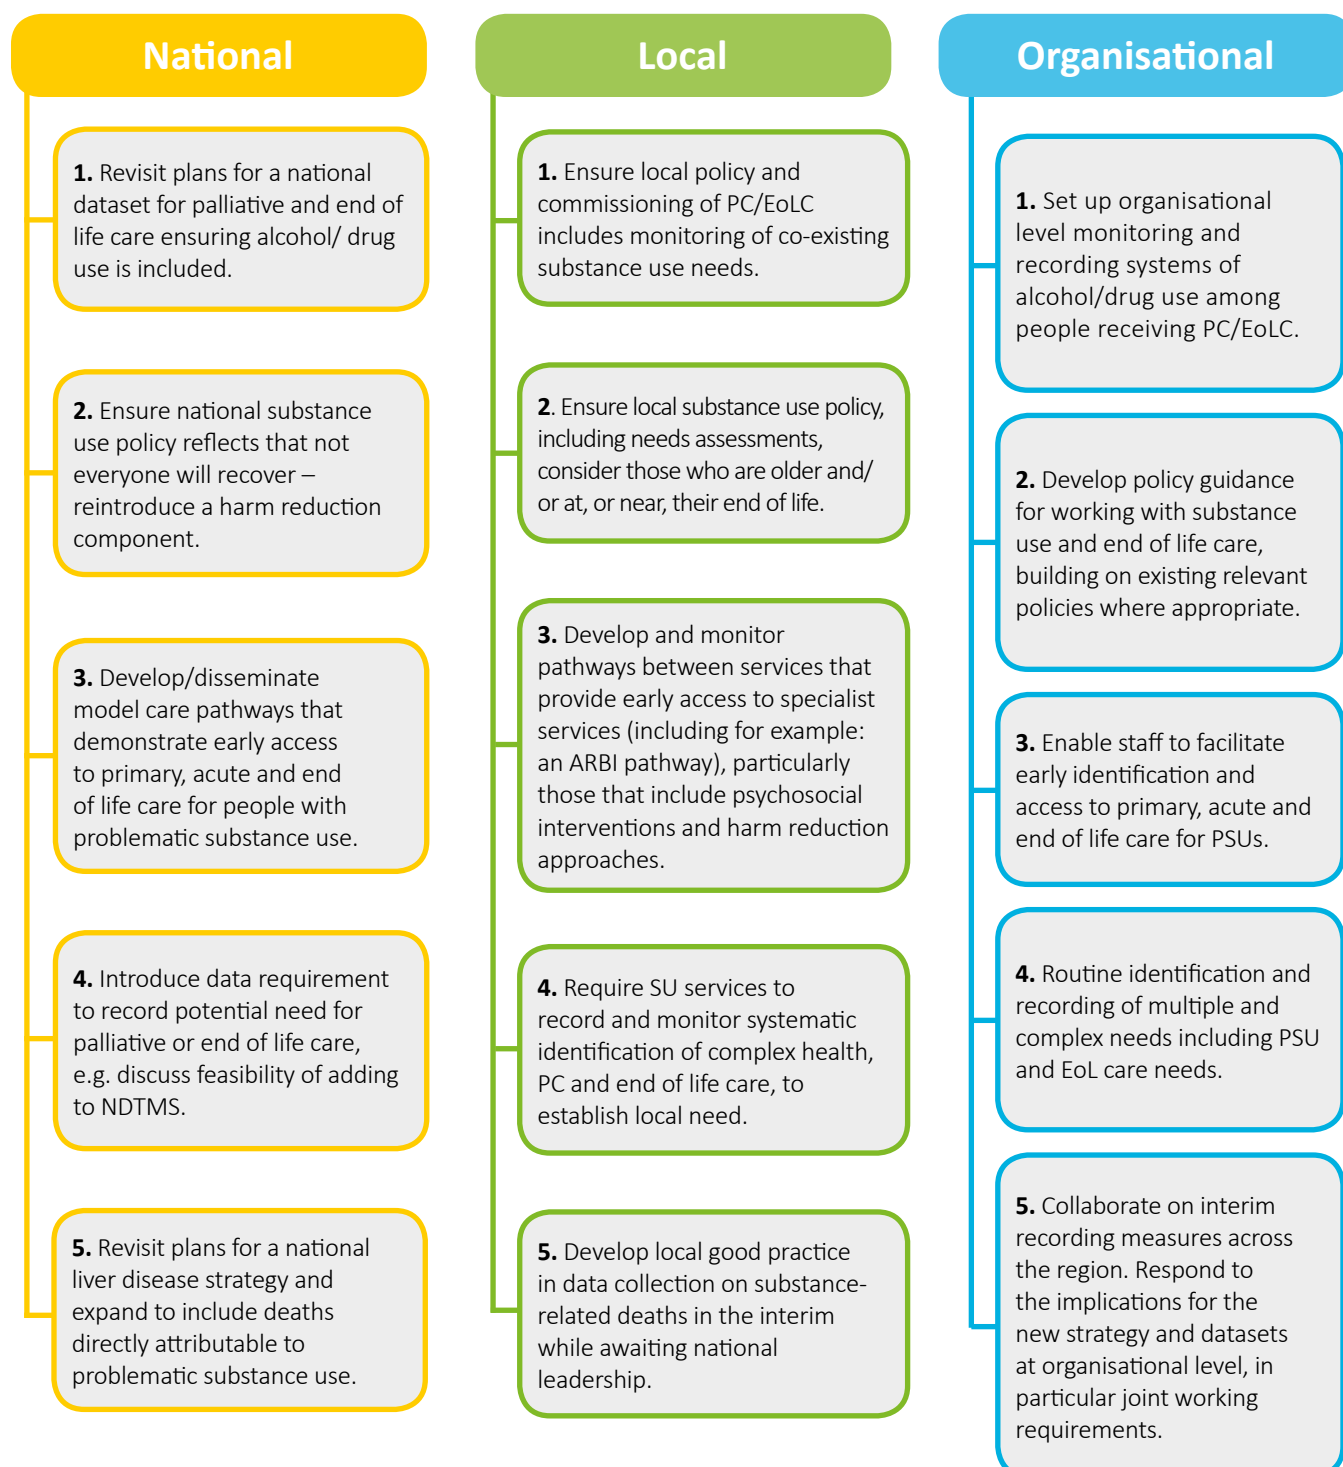 National
1. Revisit plans for a national
dataset for palliative and end of
life care ensuring alcohol/ drug
use is included.
2. Ensure national substance
use policy reflects that not
everyone will recover –
reintroduce a harm reduction
component.
3. Develop/disseminate
model care pathways that
demonstrate early access
to primary, acute and end
of life care for people with
problematic substance use.
4. Introduce data requirement
to record potential need for
palliative or end of life care,
e.g. discuss feasibility of adding
to NDTMS.
5. Revisit plans for a national
liver disease strategy and
expand to include deaths
directly attributable to
problematic substance use.
Local
1. Ensure local policy and
commissioning of PC/EoLC
includes monitoring of co-existing
substance use needs.
2. Ensure local substance use policy,
including needs assessments,
consider those who are older and/
or at, or near, their end of life.
3. Develop and monitor
pathways between services that
provide early access to specialist
services (including for example:
an ARBI pathway), particularly
those that include psychosocial
interventions and harm reduction
approaches.
4. Require SU services to
record and monitor systematic
identification of complex health,
PC and end of life care, to
establish local need.
5. Develop local good practice
in data collection on substance-
related deaths in the interim
while awaiting national
leadership.
Organisational
1. Set up organisational
level monitoring and
recording systems of
alcohol/drug use among
people receiving PC/EoLC.
2. Develop policy guidance
for working with substance
use and end of life care,
building on existing relevant
policies where appropriate.
3. Enable staff to facilitate
early identification and
access to primary, acute and
end of life care for PSUs.
4. Routine identification and
recording of multiple and
complex needs including PSU
and EoL care needs.
5. Collaborate on interim
recording measures across
the region. Respond to
the implications for the
new strategy and datasets
at organisational level, in
particular joint working
requirements.